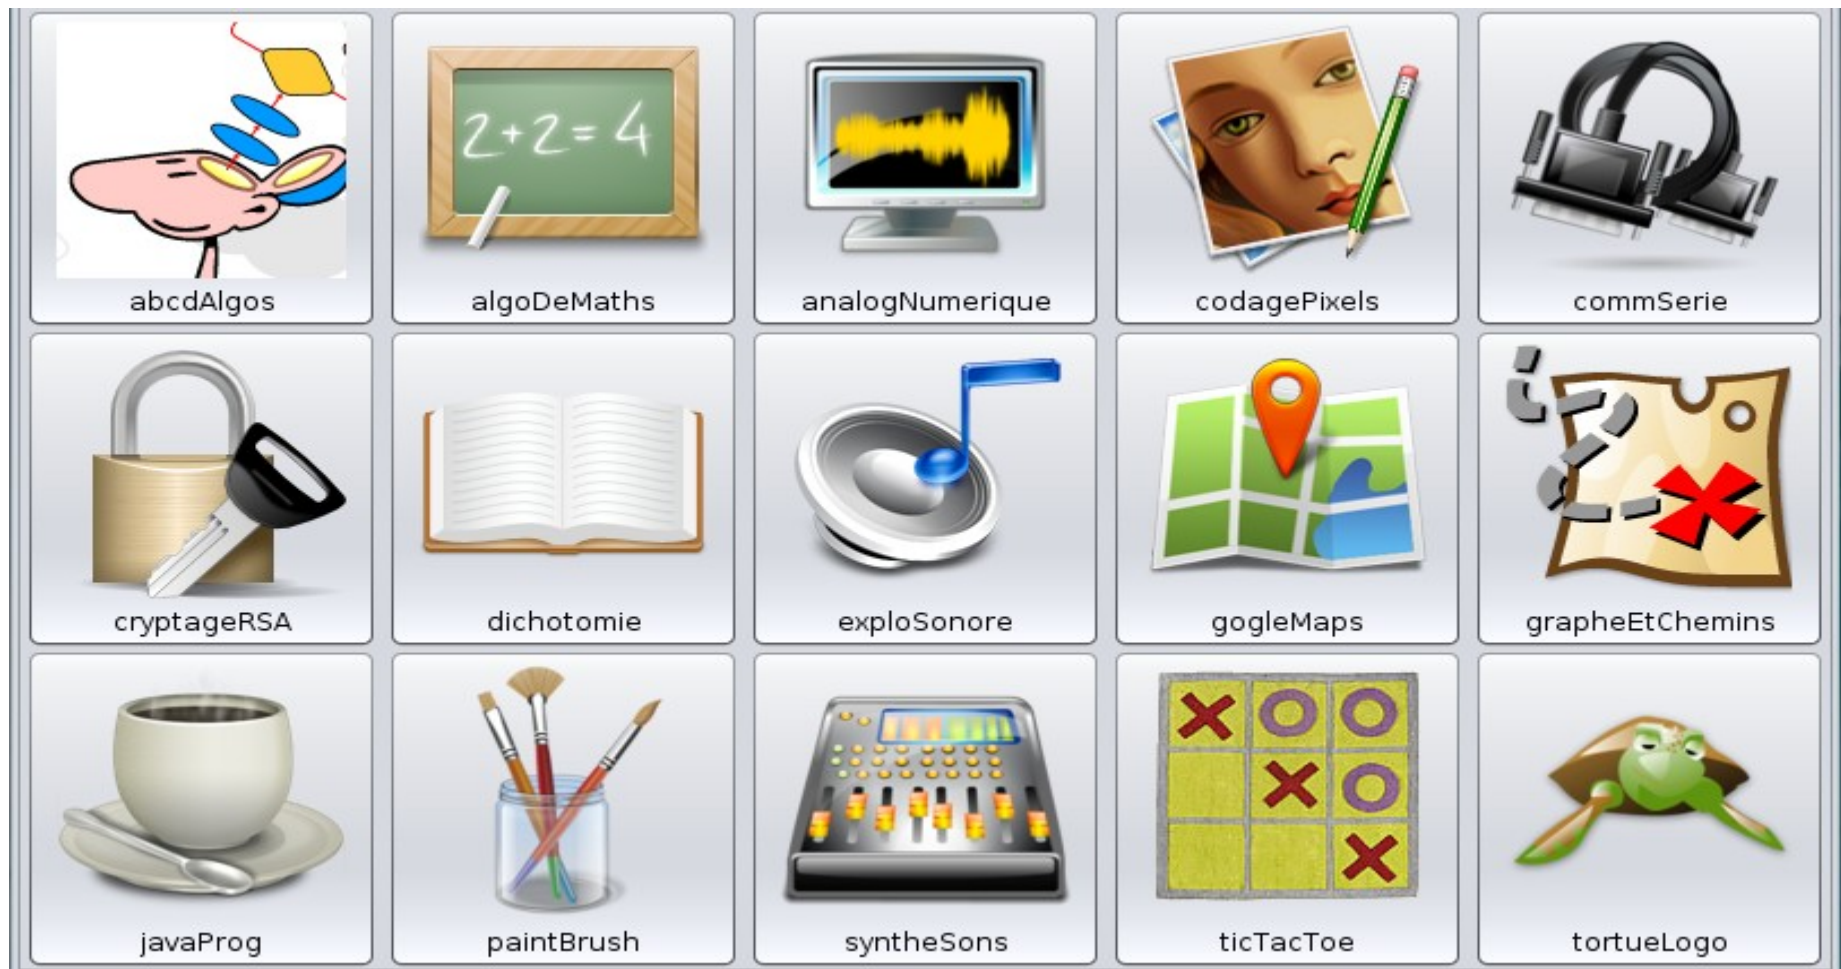 abcdAlgos
2+2=4
algoDeMaths
analogNumerique
codagePixels
commSerie
cryptageRSA
dichotomie
exploSonore
gogleMaps
grapheEtChemins
javaProg
paintBrush
syntheSons
X O O
X O
X
ticTacToe
tortueLogo